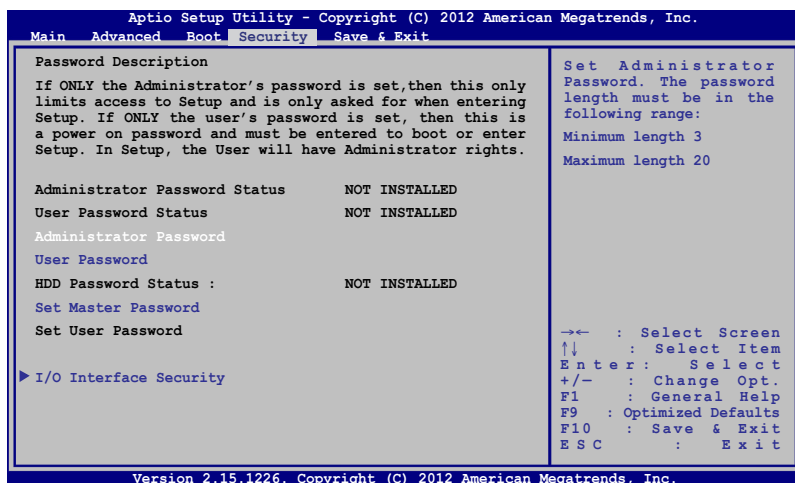 Aptio Setup Utility - Copyright (C) 2012 American Megatrends, Inc.
Main Advanced Boot Security Save & Exit
Password Description
If ONLY the Administrator's password is set,then this only
limits access to Setup and is only asked for when entering
Setup. If ONLY the user's password is set, then this is
a power on password and must be entered to boot or enter
Setup. In Setup, the User will have Administrator rights.
Administrator Password Status NOT INSTALLED
User Password Status NOT INSTALLED
Administrator Password
User Password
HDD Password Status : NOT INSTALLED
Set Master Password
Set User Password
▶ I/O Interface Security
Set Administrator
Password. The password
length must be in the
following range:
Minimum length 3
Maximum length 20
→← : Select Screen
↑↓ : Select Item
Enter: Select
+/— : Change Opt.
F1 : General Help
F9 : Optimized Defaults
F10 : Save & Exit
ESC : Exit
Version 2.15.1226. Copyright (C) 2012 American Megatrends, Inc.